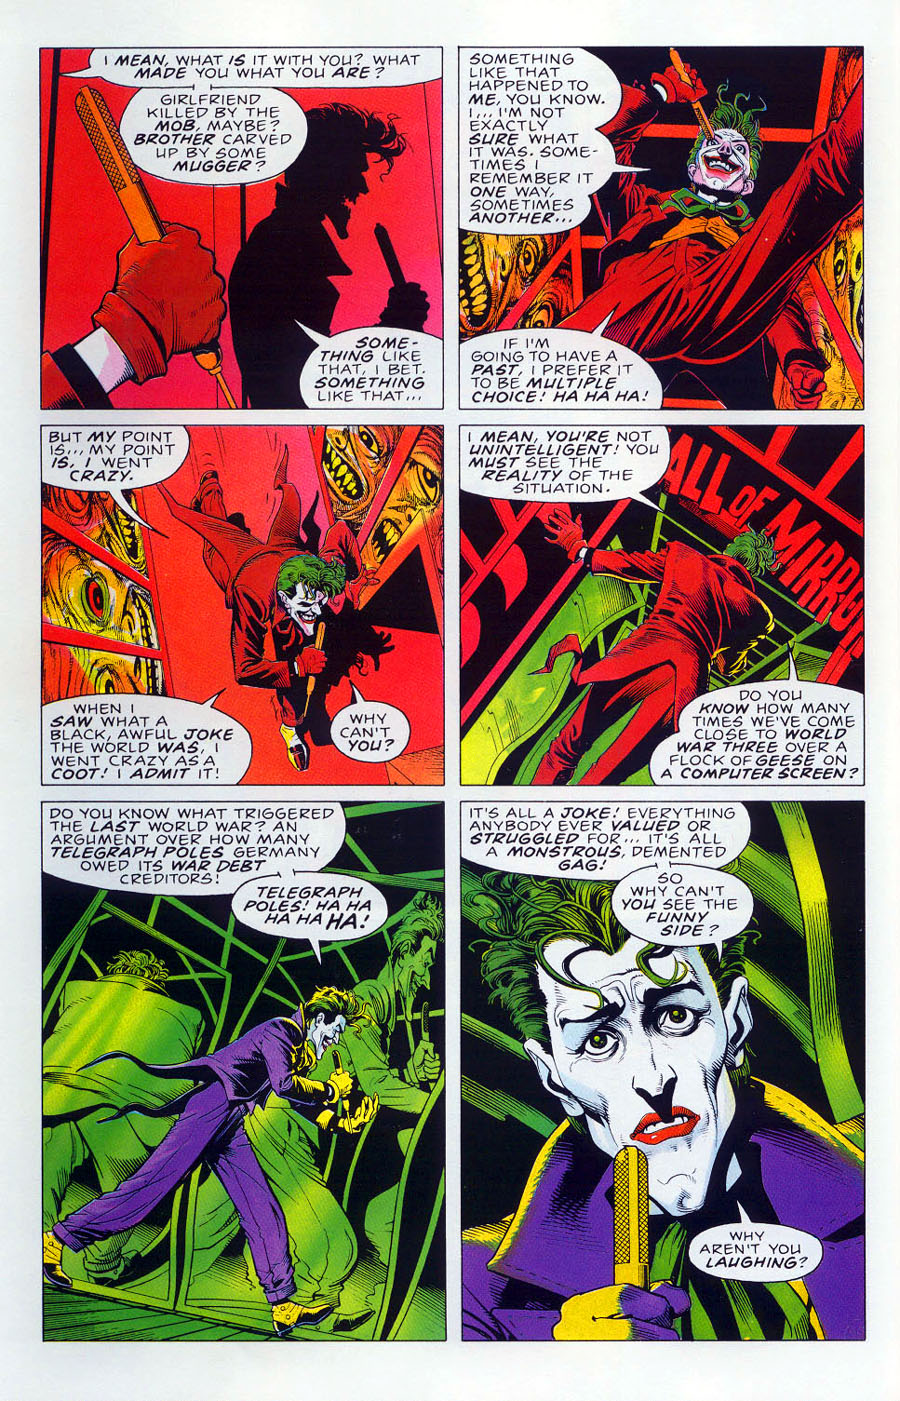 I MEAN, WHAT IS IT WITH YOU? WHAT
MADE YOU WHAT YOU ARE?
GIRLFRIEND
KILLED BY THE
MOB, MAYBE?
BROTHER CARVED
UP BY SOME
MUGGER?
SOME-
THING LIKE
THAT, I BET.
SOMETHING
LIKE THAT...
SOMETHING
LIKE THAT
HAPPENED TO
ME, YOU KNOW.
I... I'M NOT
EXACTLY
SURE WHAT
IT WAS. SOME-
TIMES I
REMEMBER IT
ONE WAY,
SOMETIMES
ANOTHER...
IF I'M
GOING TO HAVE A
PAST, I PREFER IT
TO BE MULTIPLE
CHOICE! HA HA HA!
BUT MY POINT
IS... MY POINT
IS, I WENT
CRAZY.
WHEN I
SAW WHAT A
BLACK, AWFUL JOKE
THE WORLD WAS, I
WENT CRAZY AS A
COOT! I ADMIT IT!
WHY
CAN'T
YOU?
I MEAN, YOU'RE NOT
UNINTELLIGENT! YOU
MUST SEE THE
REALITY OF THE
SITUATION.
ALL OF MIRRO
DO YOU
KNOW HOW MANY
TIMES WE'VE COME
CLOSE TO WORLD
WAR THREE OVER A
FLOCK OF GEESE ON
A COMPUTER SCREEN?
DO YOU KNOW WHAT TRIGGERED
THE LAST WORLD WAR? AN
ARGUMENT OVER HOW MANY
TELEGRAPH POLES GERMANY
OWED ITS WAR DEBT
CREDITORS!
TELEGRAPH
POLES! HA HA
HA HA HA!
IT'S ALL A JOKE! EVERYTHING
ANYBODY EVER VALUED OR
STRUGGLED FOR... IT'S ALL
A MONSTROUS, DEMENTED
GAG!
SO
WHY CAN'T
YOU SEE THE
FUNNY
SIDE?
WHY
AREN'T YOU
LAUGHING?